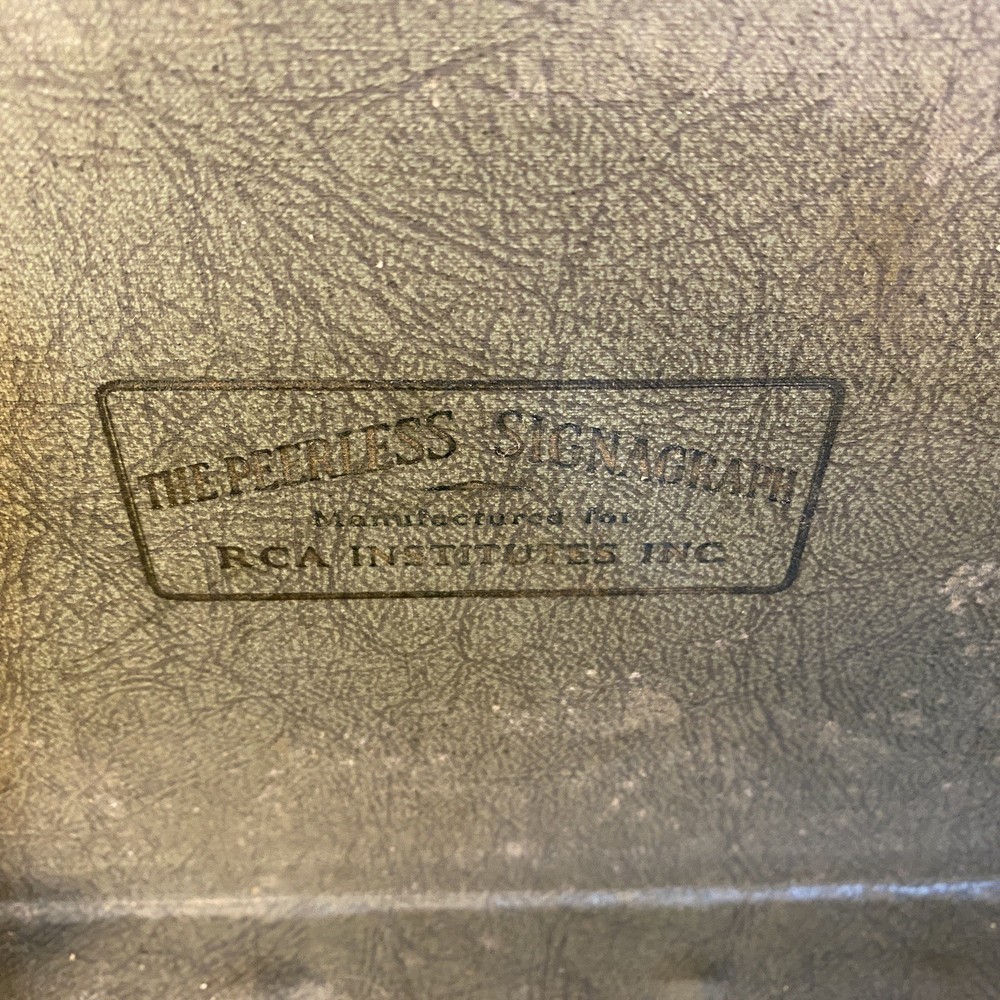 THE PEERLESS SIGNAGRAPH
Manufactured for
RCA INSTITUTES INC